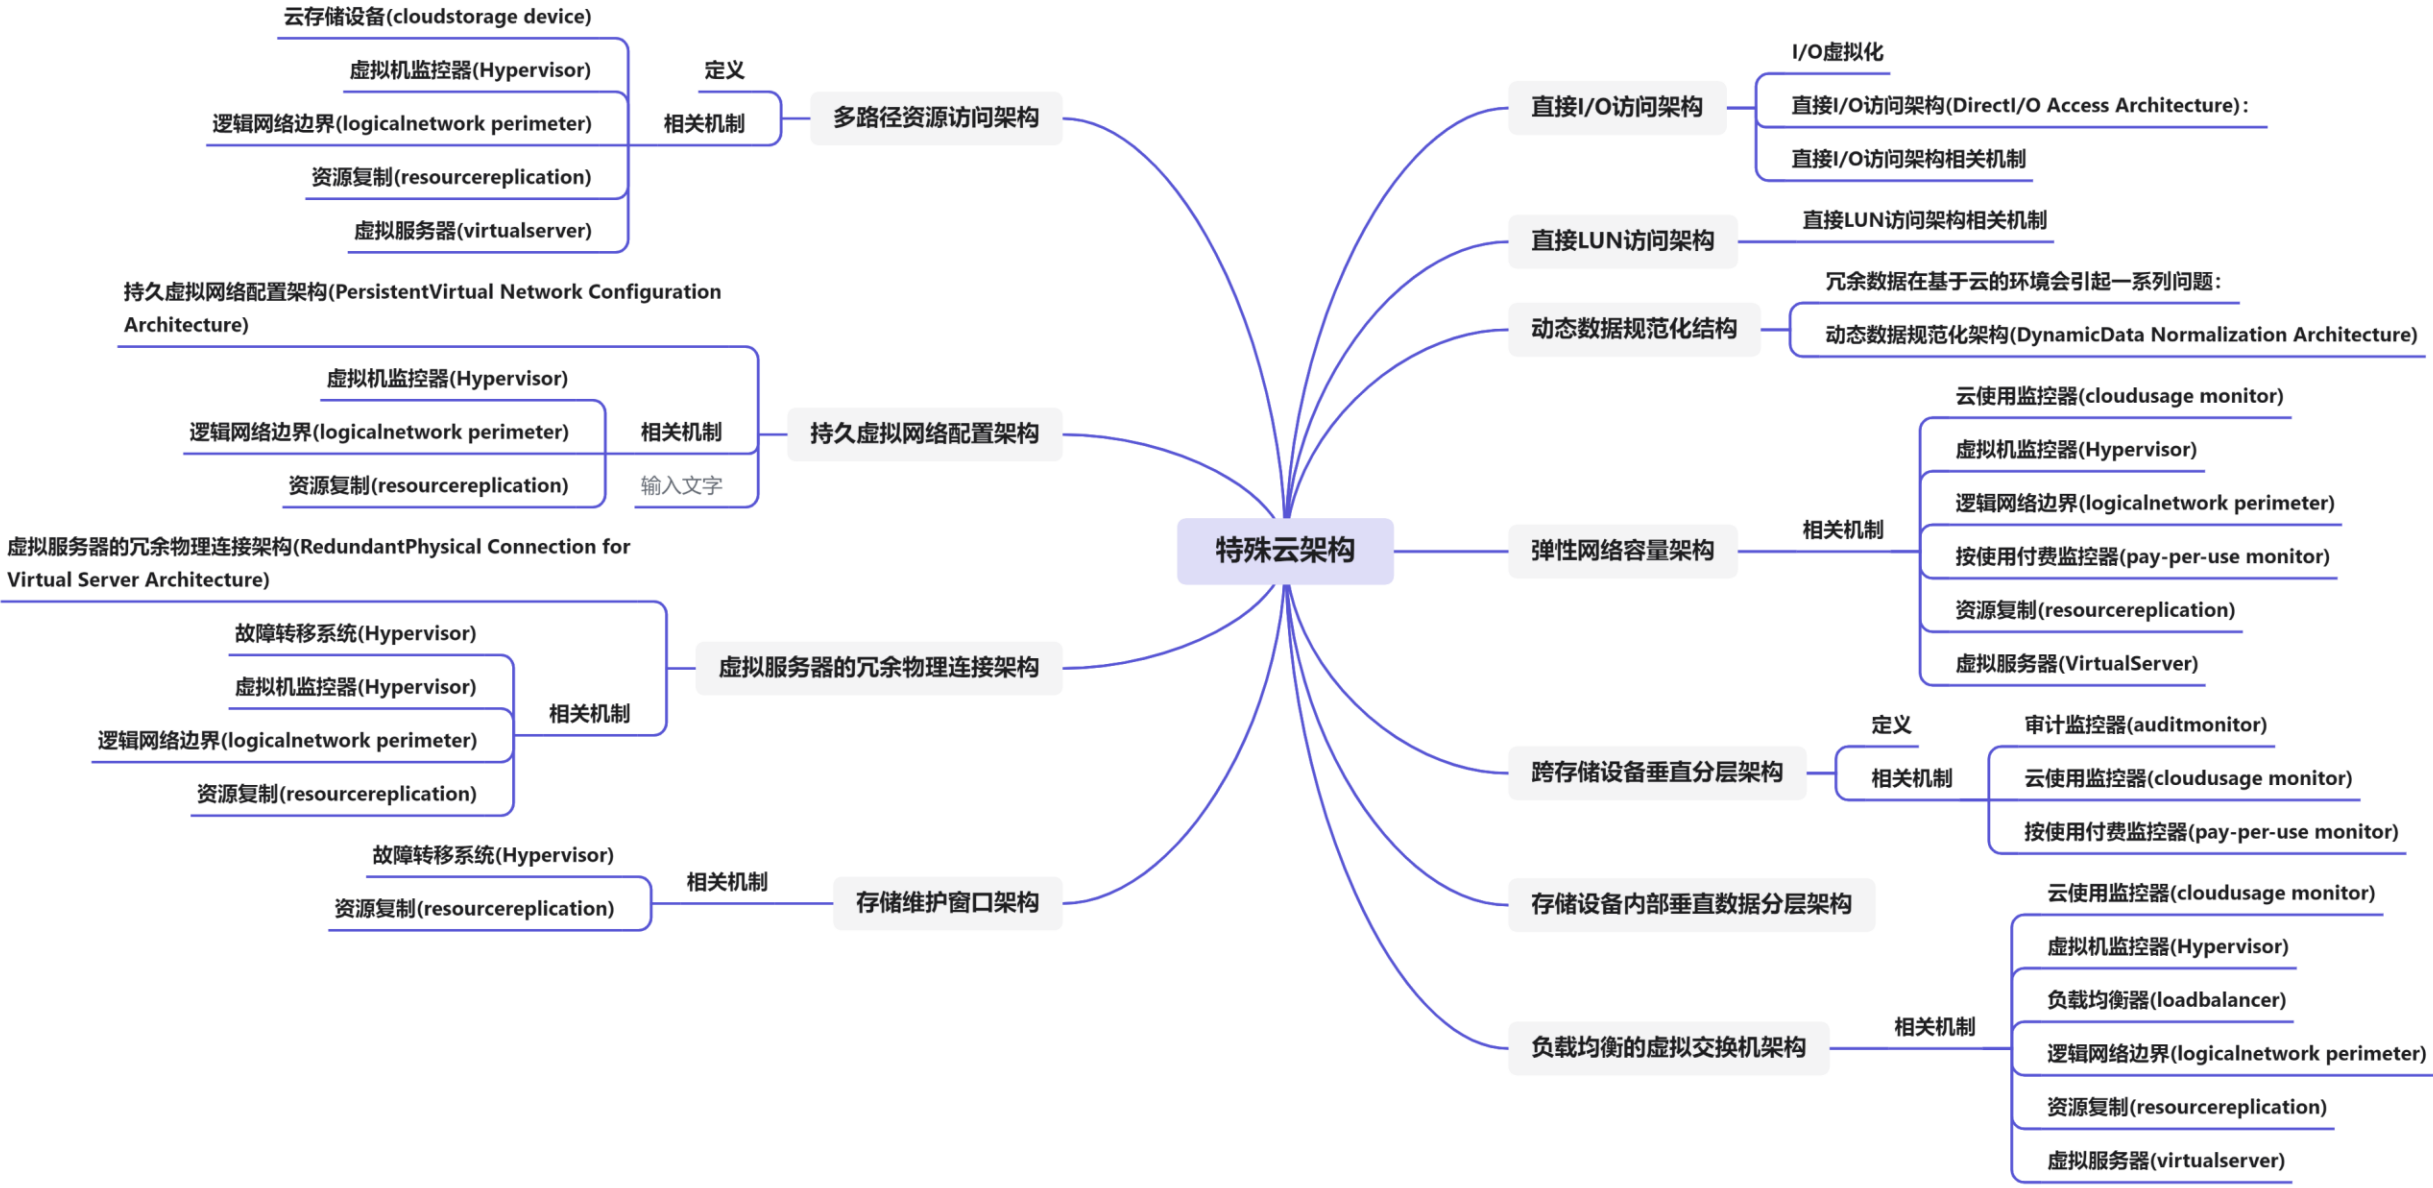 特殊云架构
直接I/O访问架构
I/O虚拟化
直接I/O访问架构(DirectI/O Access Architecture)：
直接I/O访问架构相关机制
直接LUN访问架构
直接LUN访问架构相关机制
动态数据规范化结构
冗余数据在基于云的环境会引起一系列问题：
动态数据规范化架构(DynamicData Normalization Architecture)
弹性网络容量架构
相关机制
云使用监控器(cloudusage monitor)
虚拟机监控器(Hypervisor)
逻辑网络边界(logicalnetwork perimeter)
按使用付费监控器(pay-per-use monitor)
资源复制(resourcereplication)
虚拟服务器(VirtualServer)
跨存储设备垂直分层架构
定义
相关机制
审计监控器(auditmonitor)
云使用监控器(cloudusage monitor)
按使用付费监控器(pay-per-use monitor)
存储设备内部垂直数据分层架构
负载均衡的虚拟交换机架构
相关机制
云使用监控器(cloudusage monitor)
虚拟机监控器(Hypervisor)
负载均衡器(loadbalancer)
逻辑网络边界(logicalnetwork perimeter)
资源复制(resourcereplication)
虚拟服务器(virtualserver)
多路径资源访问架构
定义
相关机制
云存储设备(cloudstorage device)
虚拟机监控器(Hypervisor)
逻辑网络边界(logicalnetwork perimeter)
资源复制(resourcereplication)
虚拟服务器(virtualserver)
持久虚拟网络配置架构
持久虚拟网络配置架构(PersistentVirtual Network Configuration
Architecture)
相关机制
虚拟机监控器(Hypervisor)
逻辑网络边界(logicalnetwork perimeter)
资源复制(resourcereplication)
输入文字
虚拟服务器的冗余物理连接架构
虚拟服务器的冗余物理连接架构(RedundantPhysical Connection for
Virtual Server Architecture)
相关机制
故障转移系统(Hypervisor)
虚拟机监控器(Hypervisor)
逻辑网络边界(logicalnetwork perimeter)
资源复制(resourcereplication)
存储维护窗口架构
相关机制
故障转移系统(Hypervisor)
资源复制(resourcereplication)